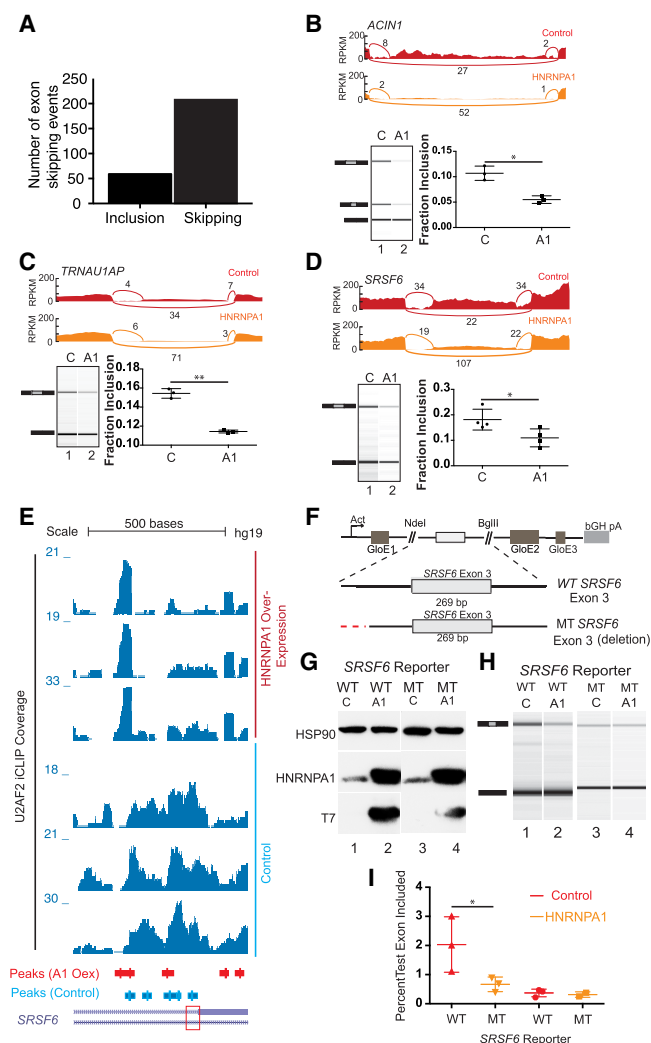 A
Number of exon
skipping events
250
200
150
100
50
0
Inclusion
Skipping
B
ACIN1
RPKM
200
0
8
2
Control
27
RPKM
200
0
2
1
HNRNPA1
52
C A1
1 2
Fraction Inclusion
0.15
0.10
0.05
0.00
*
C
A1
C
TRNAU1AP
RPKM
200
0
4
7
Control
34
RPKM
200
0
6
3
HNRNPA1
71
C A1
1 2
Fraction Inclusion
0.18
0.16
0.14
0.12
0.10
**
C
A1
D
SRSF6
RPKM
200
0
34
34
Control
22
RPKM
200
0
19
22
HNRNPA1
107
C A1
1 2
Fraction Inclusion
0.3
0.2
0.1
0.0
*
C
A1
E
Scale
500 bases
hg19
U2AF2 iCLIP Coverage
21 _
19 _
33 _
18 _
21 _
30 _
HNRNPA1 Over-
Expression
Control
Peaks (A1 Oex)
Peaks (Control)
SRSF6
F
Act
GloE1
NdeI
BglII
GloE2
GloE3
bGH pA
SRSF6 Exon 3
269 bp
WT SRSF6
Exon 3
SRSF6 Exon 3
269 bp
MT SRSF6
Exon 3 (deletion)
G
SRSF6 Reporter
WT WT MT MT
C A1 C A1
HSP90
HNRNPA1
T7
1 2 3 4
H
SRSF6 Reporter
WT WT MT MT
C A1 C A1
1 2 3 4
I
PercentTest Exon Included
4
3
2
1
0
*
Control
HNRNPA1
WT MT WT MT
SRSF6 Reporter